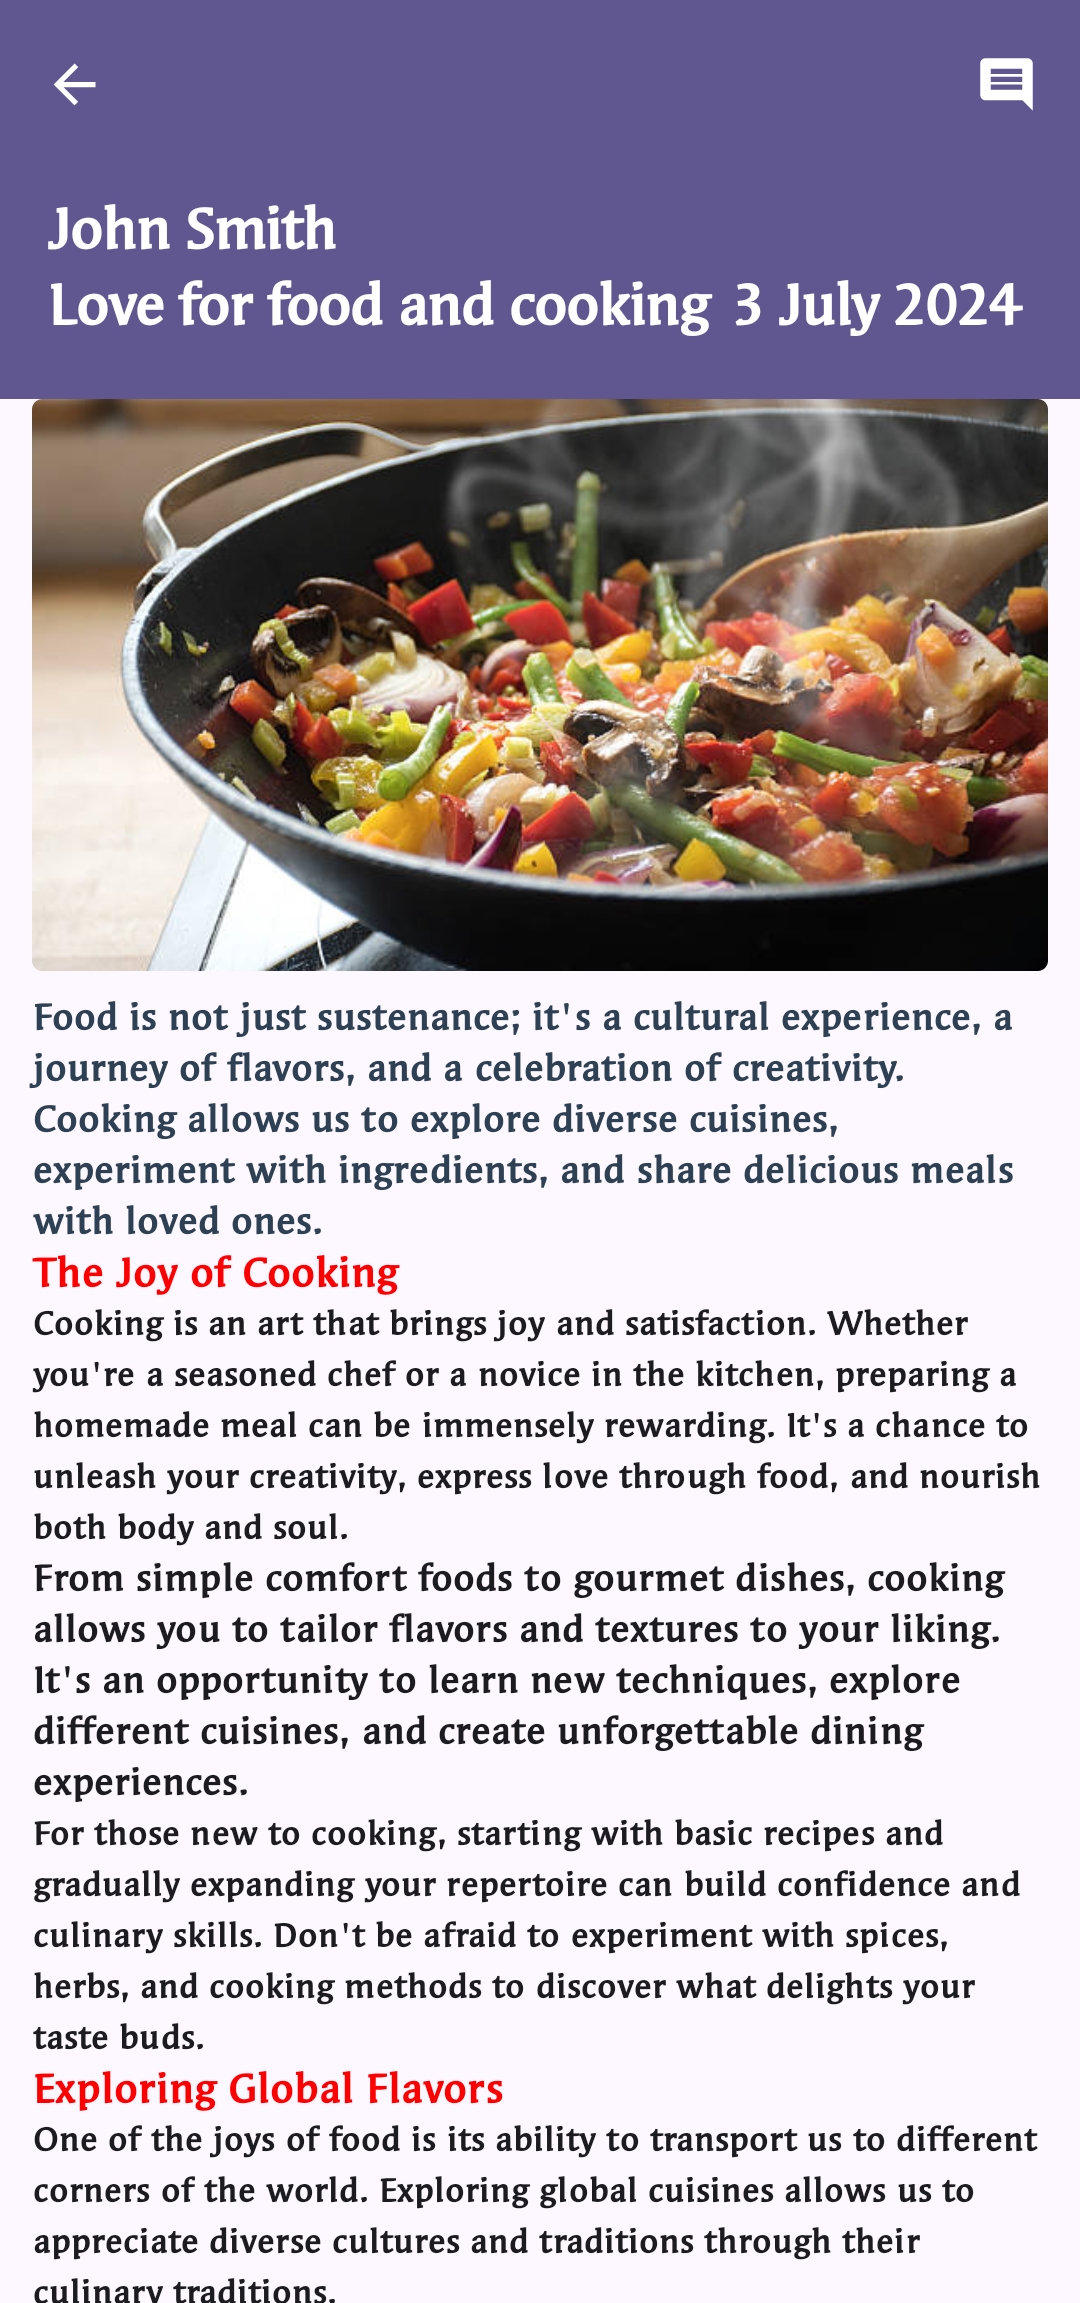 John Smith
Love for food and cooking 3 July 2024
Food is not just sustenance; it's a cultural experience, a
journey of flavors, and a celebration of creativity.
Cooking allows us to explore diverse cuisines,
experiment with ingredients, and share delicious meals
with loved ones.
The Joy of Cooking
Cooking is an art that brings joy and satisfaction. Whether
you're a seasoned chef or a novice in the kitchen, preparing a
homemade meal can be immensely rewarding. It's a chance to
unleash your creativity, express love through food, and nourish
both body and soul.
From simple comfort foods to gourmet dishes, cooking
allows you to tailor flavors and textures to your liking.
It's an opportunity to learn new techniques, explore
different cuisines, and create unforgettable dining
experiences.
For those new to cooking, starting with basic recipes and
gradually expanding your repertoire can build confidence and
culinary skills. Don't be afraid to experiment with spices,
herbs, and cooking methods to discover what delights your
taste buds.
Exploring Global Flavors
One of the joys of food is its ability to transport us to different
corners of the world. Exploring global cuisines allows us to
appreciate diverse cultures and traditions through their
culinary traditions.